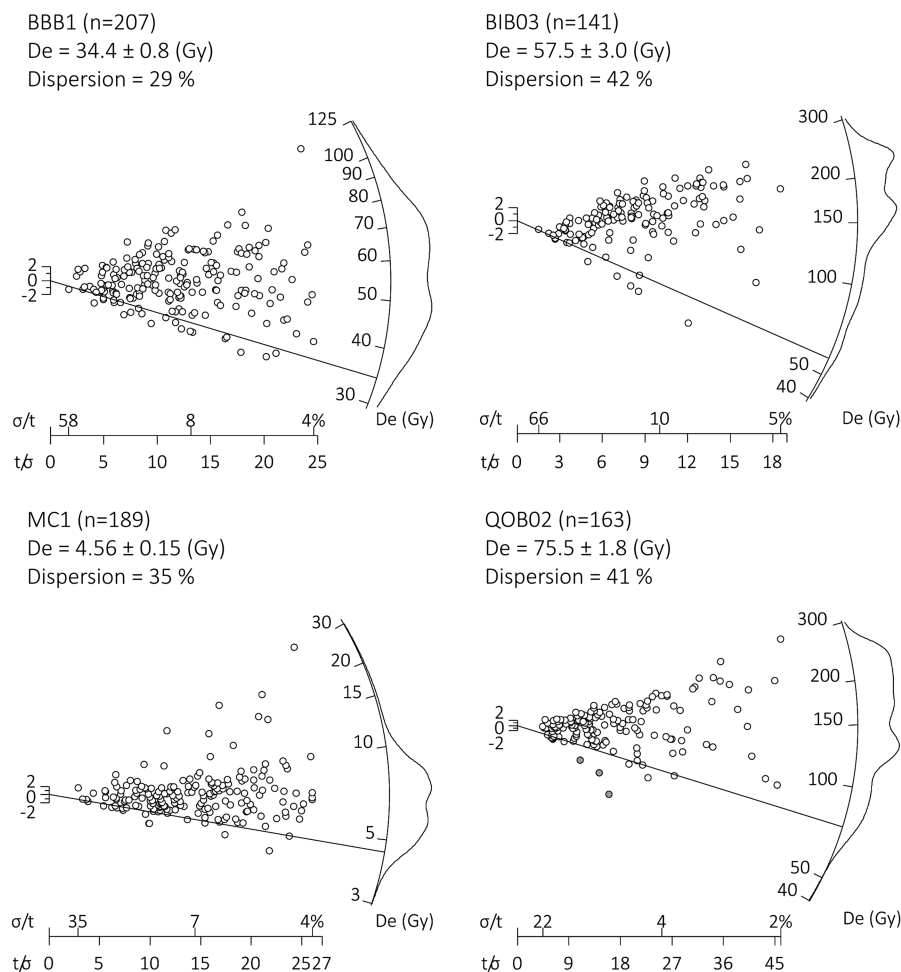 BBB1 (n=207)
De = 34.4 ± 0.8 (Gy)
Dispersion = 29 %
125
100
90
80
70
60
50
40
30
2
0
-2
σ/t 58 8 4% De (Gy)
t/σ 0 5 10 15 20 25
BIB03 (n=141)
De = 57.5 ± 3.0 (Gy)
Dispersion = 42 %
300
200
150
100
50
40
2
0
-2
σ/t 66 10 5% De (Gy)
t/σ 0 3 6 9 12 15 18
MC1 (n=189)
De = 4.56 ± 0.15 (Gy)
Dispersion = 35 %
30
20
15
10
5
3
2
0
-2
σ/t 35 7 4% De (Gy)
t/σ 0 5 10 15 20 25 27
QOB02 (n=163)
De = 75.5 ± 1.8 (Gy)
Dispersion = 41 %
300
200
150
100
50
40
2
0
-2
σ/t 22 4 2% De (Gy)
t/σ 0 9 18 27 36 45